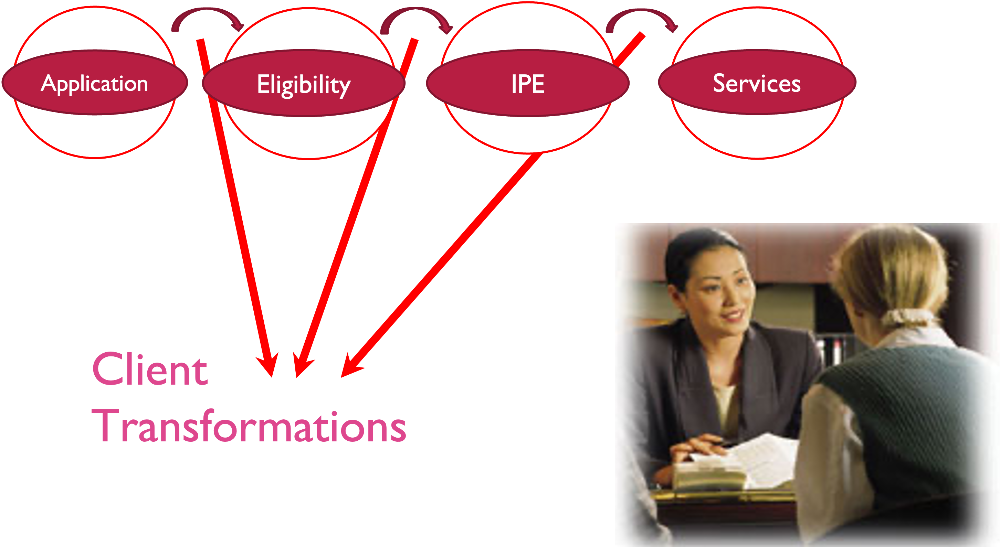 Application
Eligibility
IPE
Services
Client
Transformations